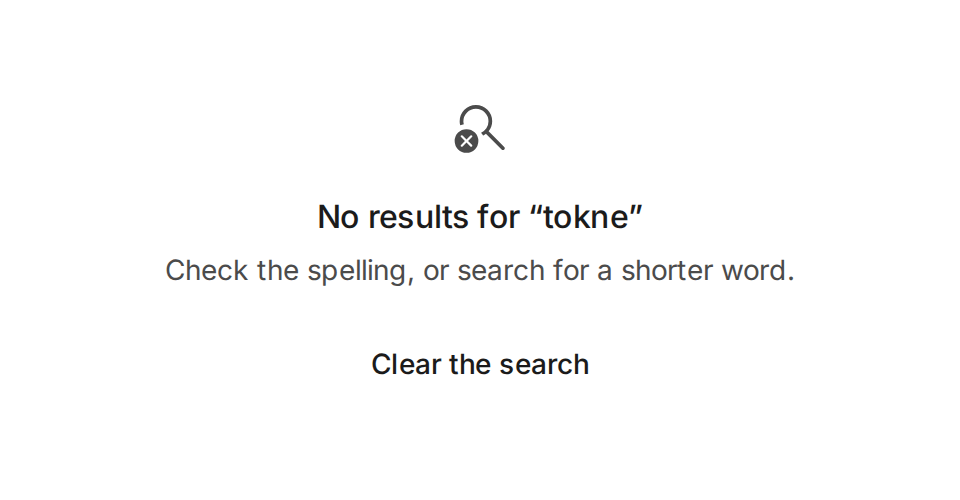 No results for “tokne”
Check the spelling, or search for a shorter word.
Clear the search